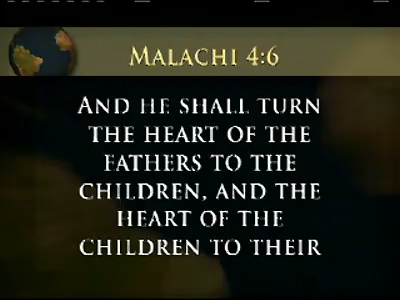 MALACHI 4:6
AND HE SHALL TURN
THE HEART OF THE
FATHERS TO THE
CHILDREN, AND THE
HEART OF THE
CHILDREN TO THEIR